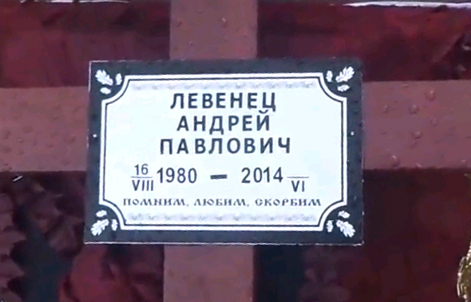 ЛЕВЕНЕЦ
АНДРЕЙ
ПАВЛОВИЧ
16/VIII 1980 — 2014 /VI
ПОМНИМ, ЛЮБИМ, СКОРБИМ